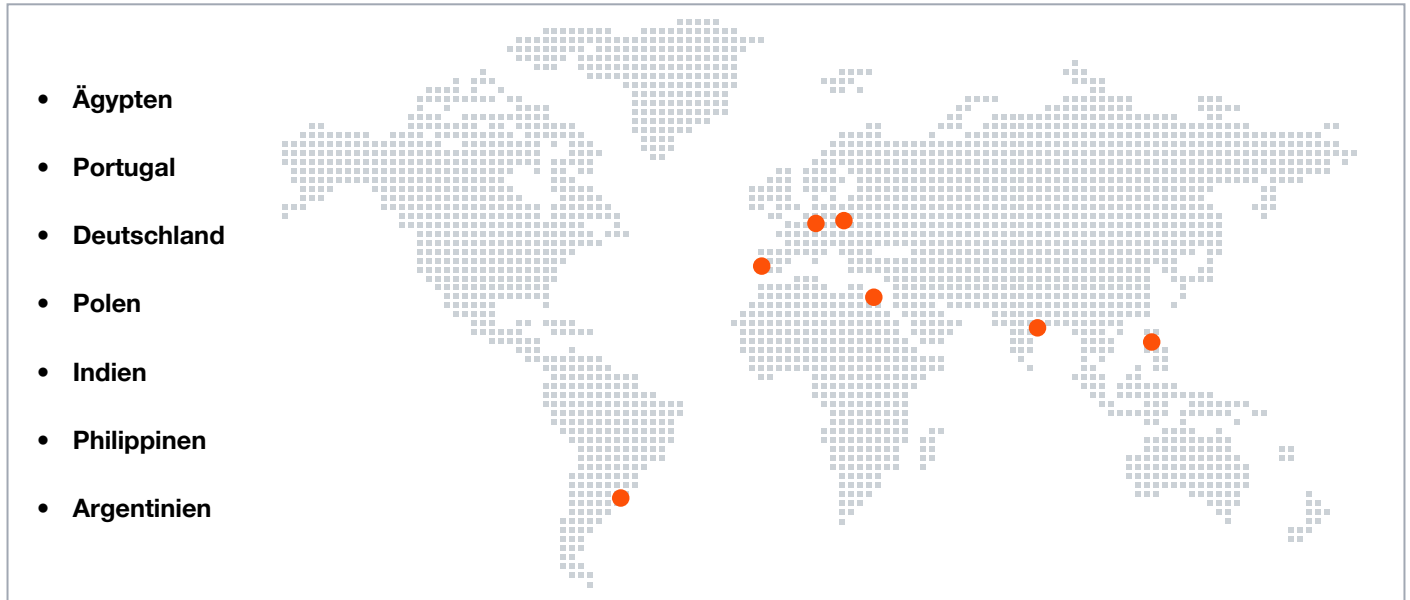 • Ägypten
• Portugal
• Deutschland
• Polen
• Indien
• Philippinen
• Argentinien